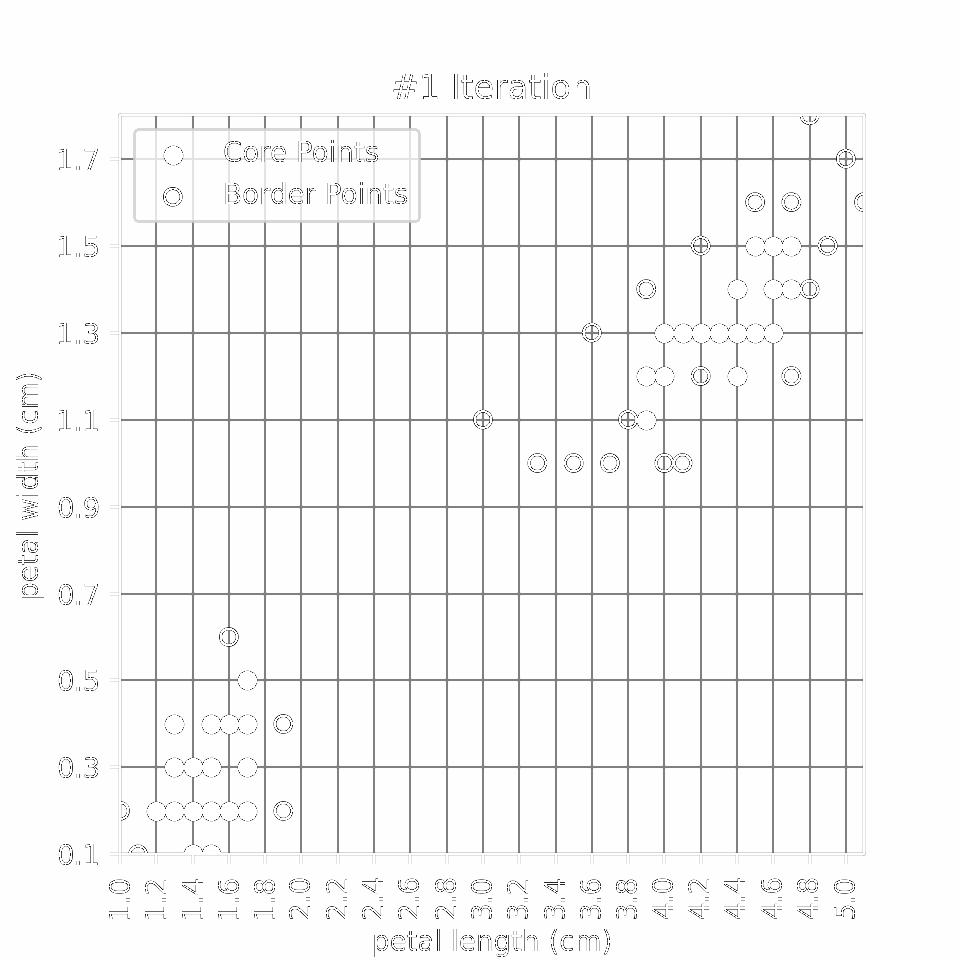 #1 Iteration
Core Points
Border Points
1.7
1.5
1.3
1.1
0.9
0.7
0.5
0.3
0.1
petal width (cm)
1.0 1.2 1.4 1.6 1.8 2.0 2.2 2.4 2.6 2.8 3.0 3.2 3.4 3.6 3.8 4.0 4.2 4.4 4.6 4.8 5.0
petal length (cm)